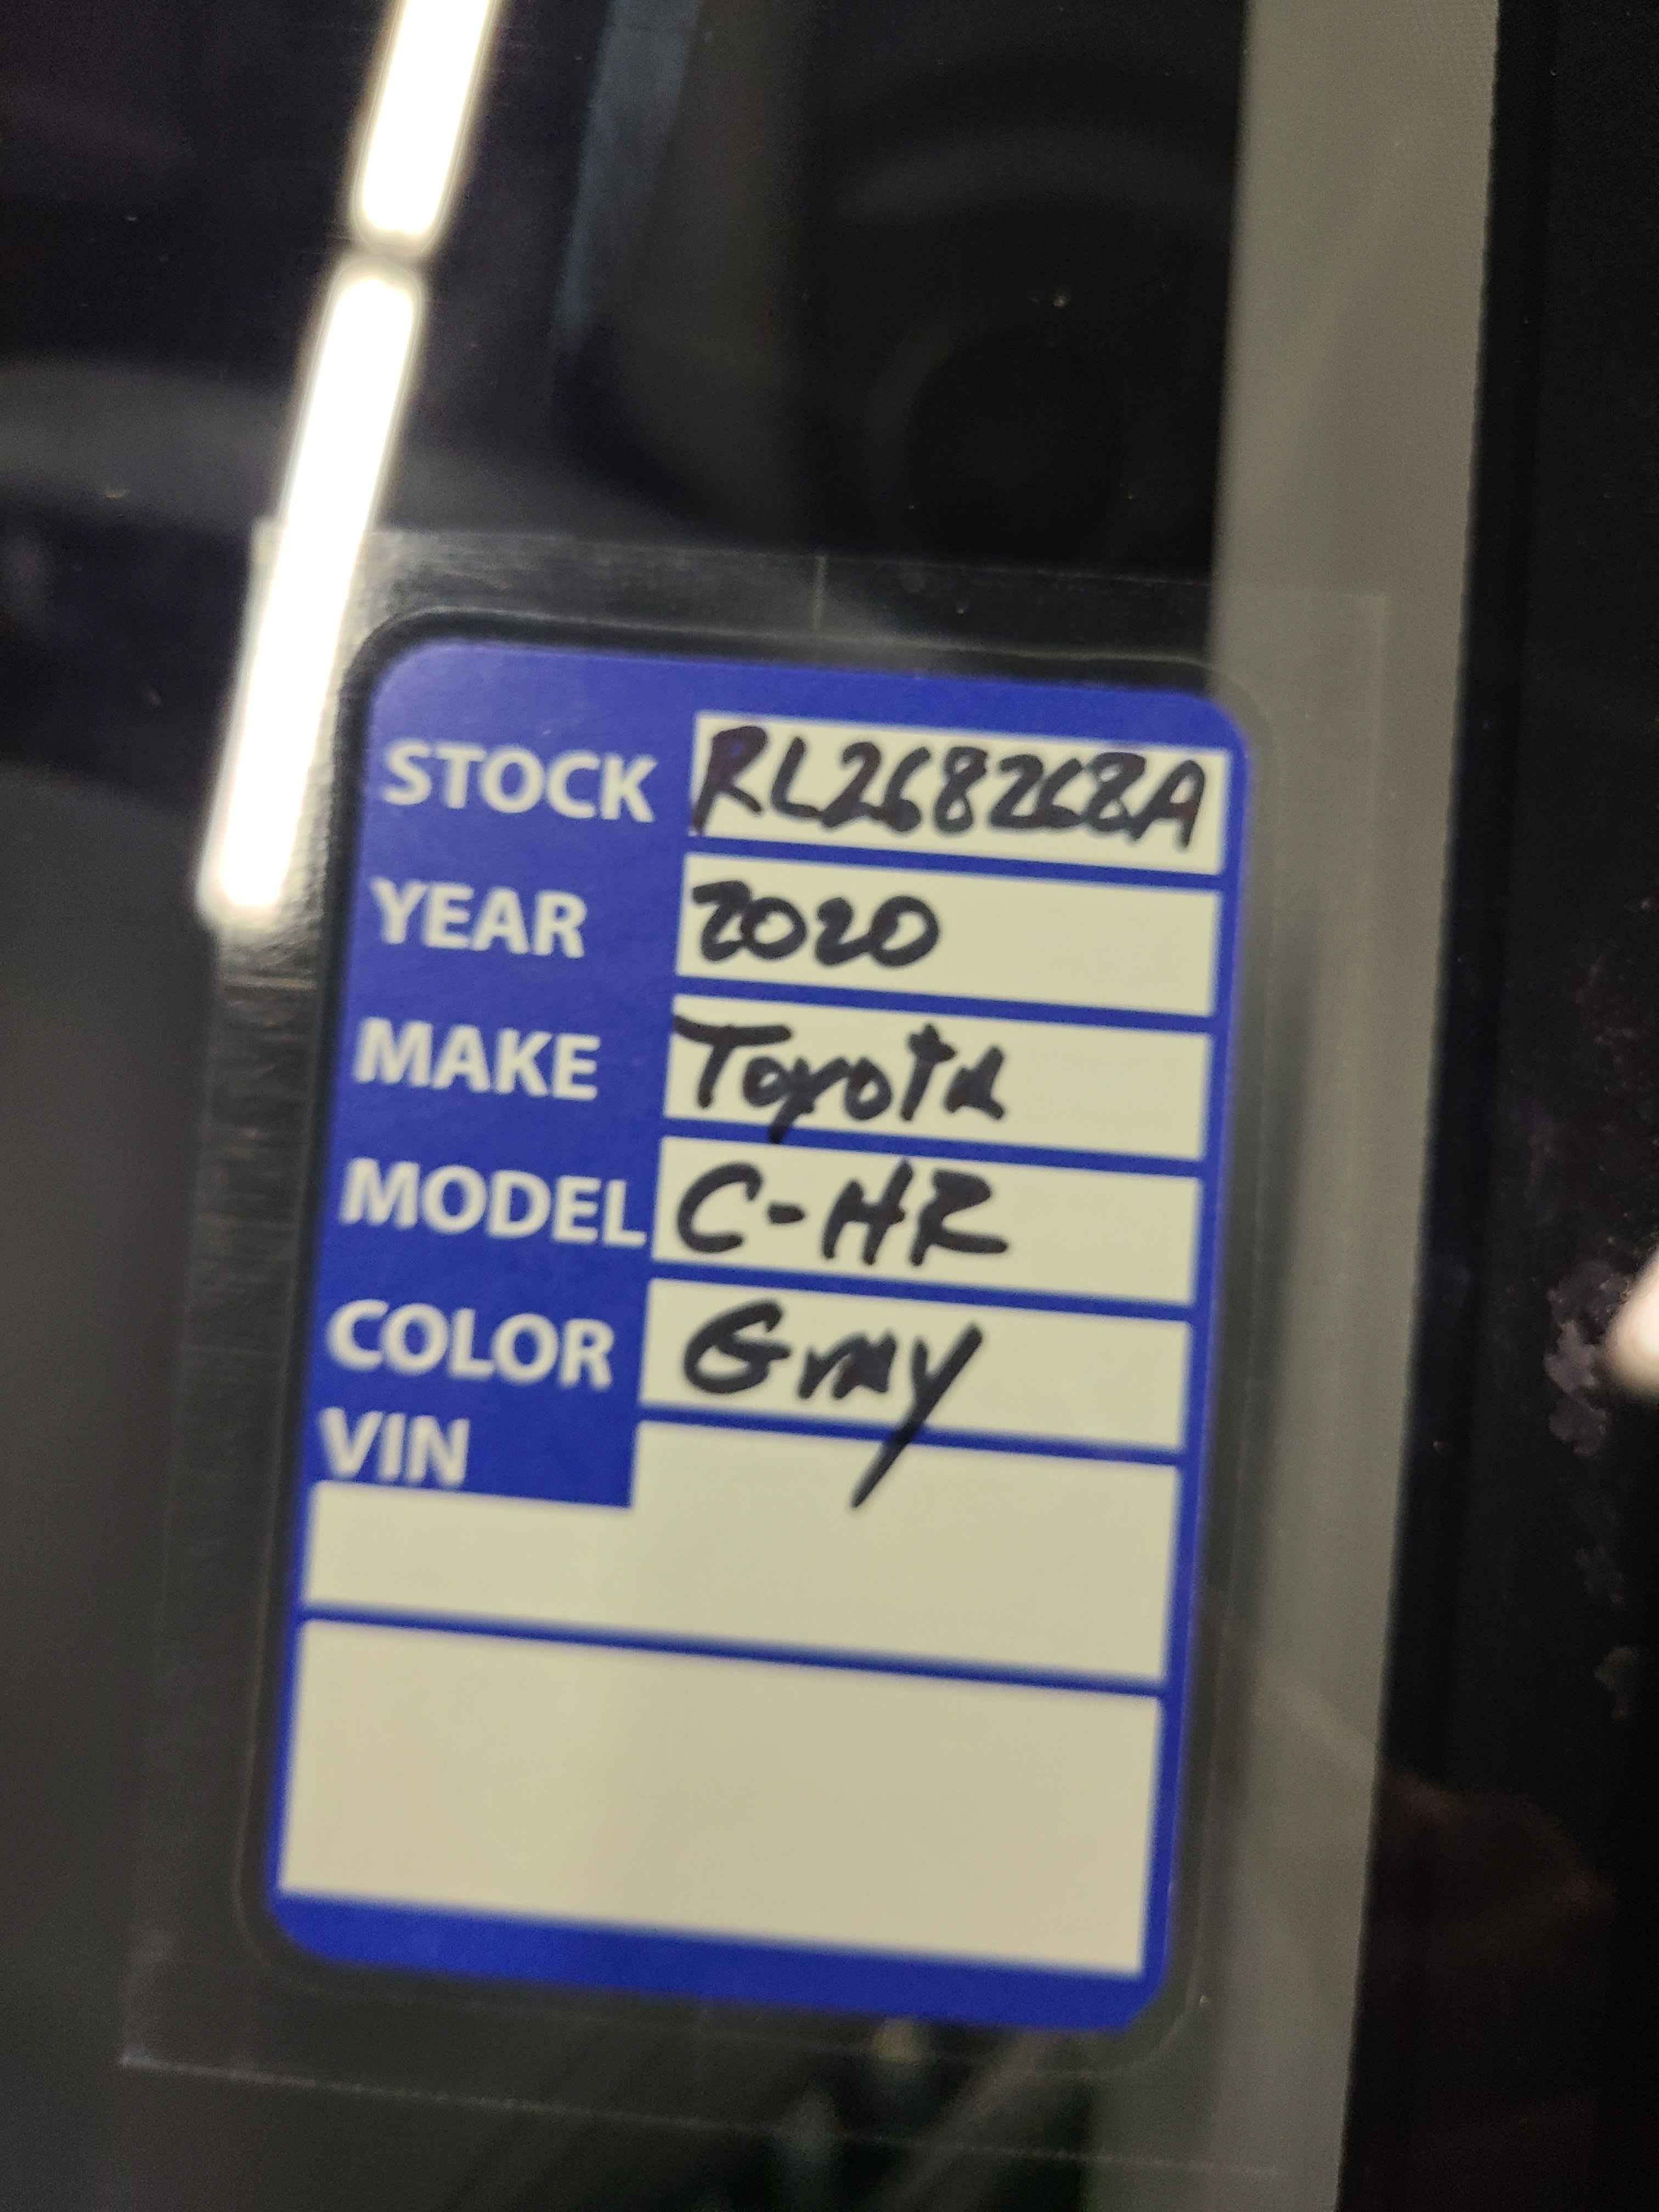 STOCK RL268268A
YEAR 2020
MAKE Toyota
MODEL C-HR
COLOR Gray
VIN